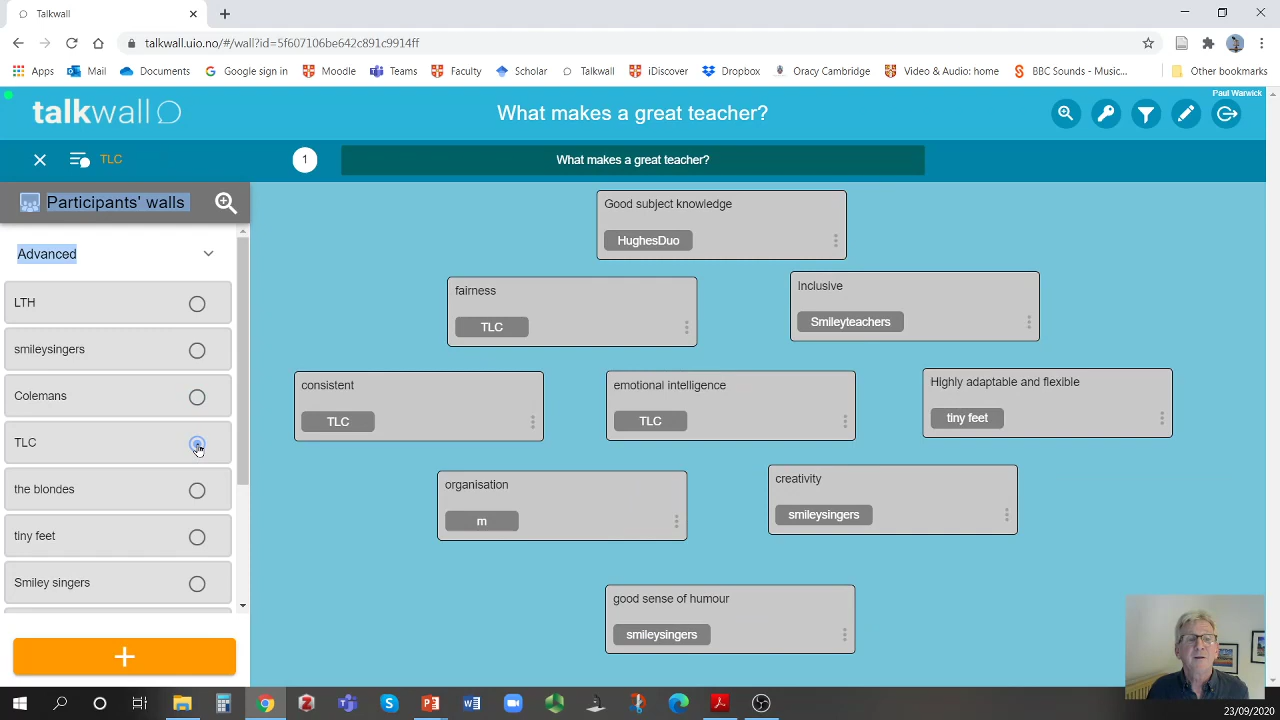 Talkwall
talkwall.uio.no/#/wall?id=5f607106be642c891c9914ff
Apps Mail Documents Google sign in Moodle Teams Faculty Scholar Talkwall iDiscover Dropbox Oracy Cambridge Video & Audio: home BBC Sounds - Music... Other bookmarks
Paul Warwick
talkwall
What makes a great teacher?
TLC
1
What makes a great teacher?
Participants' walls
Advanced
LTH
smileysingers
Colemans
TLC
the blondes
tiny feet
Smiley singers
Good subject knowledge
HughesDuo
fairness
TLC
Inclusive
Smileyteachers
consistent
TLC
emotional intelligence
TLC
Highly adaptable and flexible
tiny feet
organisation
m
creativity
smileysingers
good sense of humour
smileysingers
23/09/2020